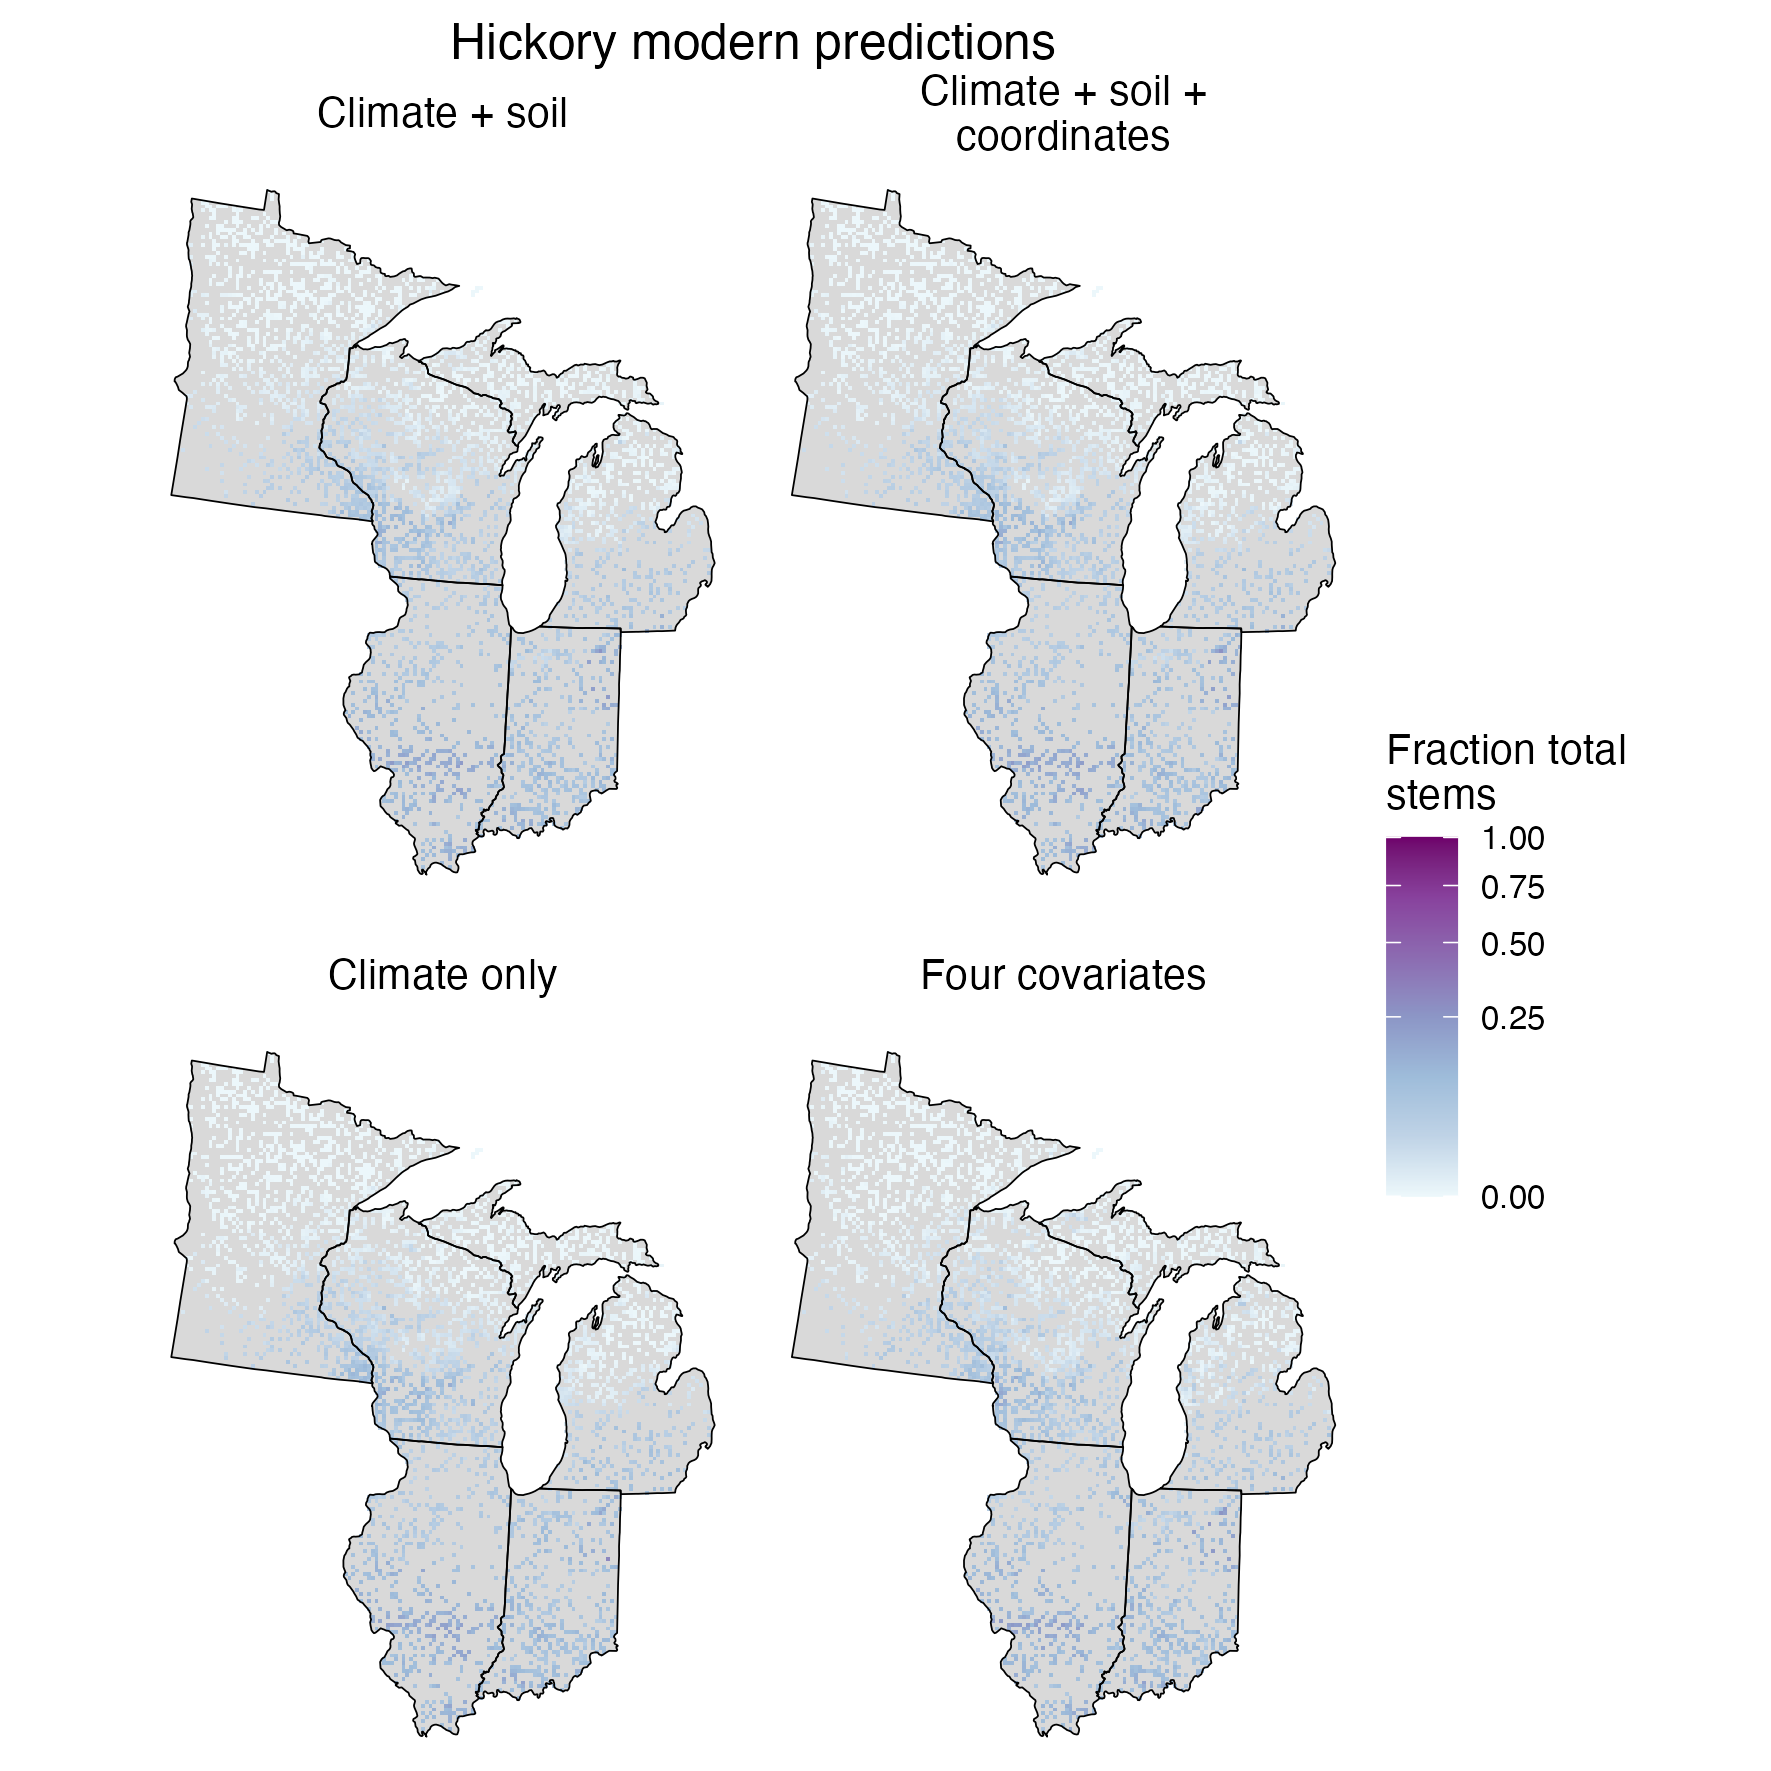 Hickory modern predictions
Climate + soil
Climate + soil +
coordinates
Climate only
Four covariates
Fraction total
stems
1.00
0.75
0.50
0.25
0.00